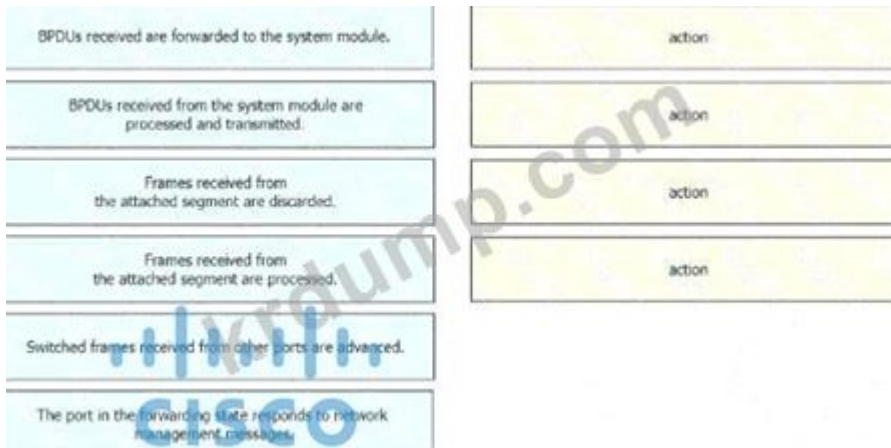 BPDUs received are forwarded to the system module.
action
BPDUs received from the system module are
processed and transmitted.
action
Frames received from
the attached segment are discarded.
action
Frames received from
the attached segment are processed.
action
Switched frames received from other ports are advanced.
The port in the forwarding state responds to network
management messages.
krdump.com
CISCO